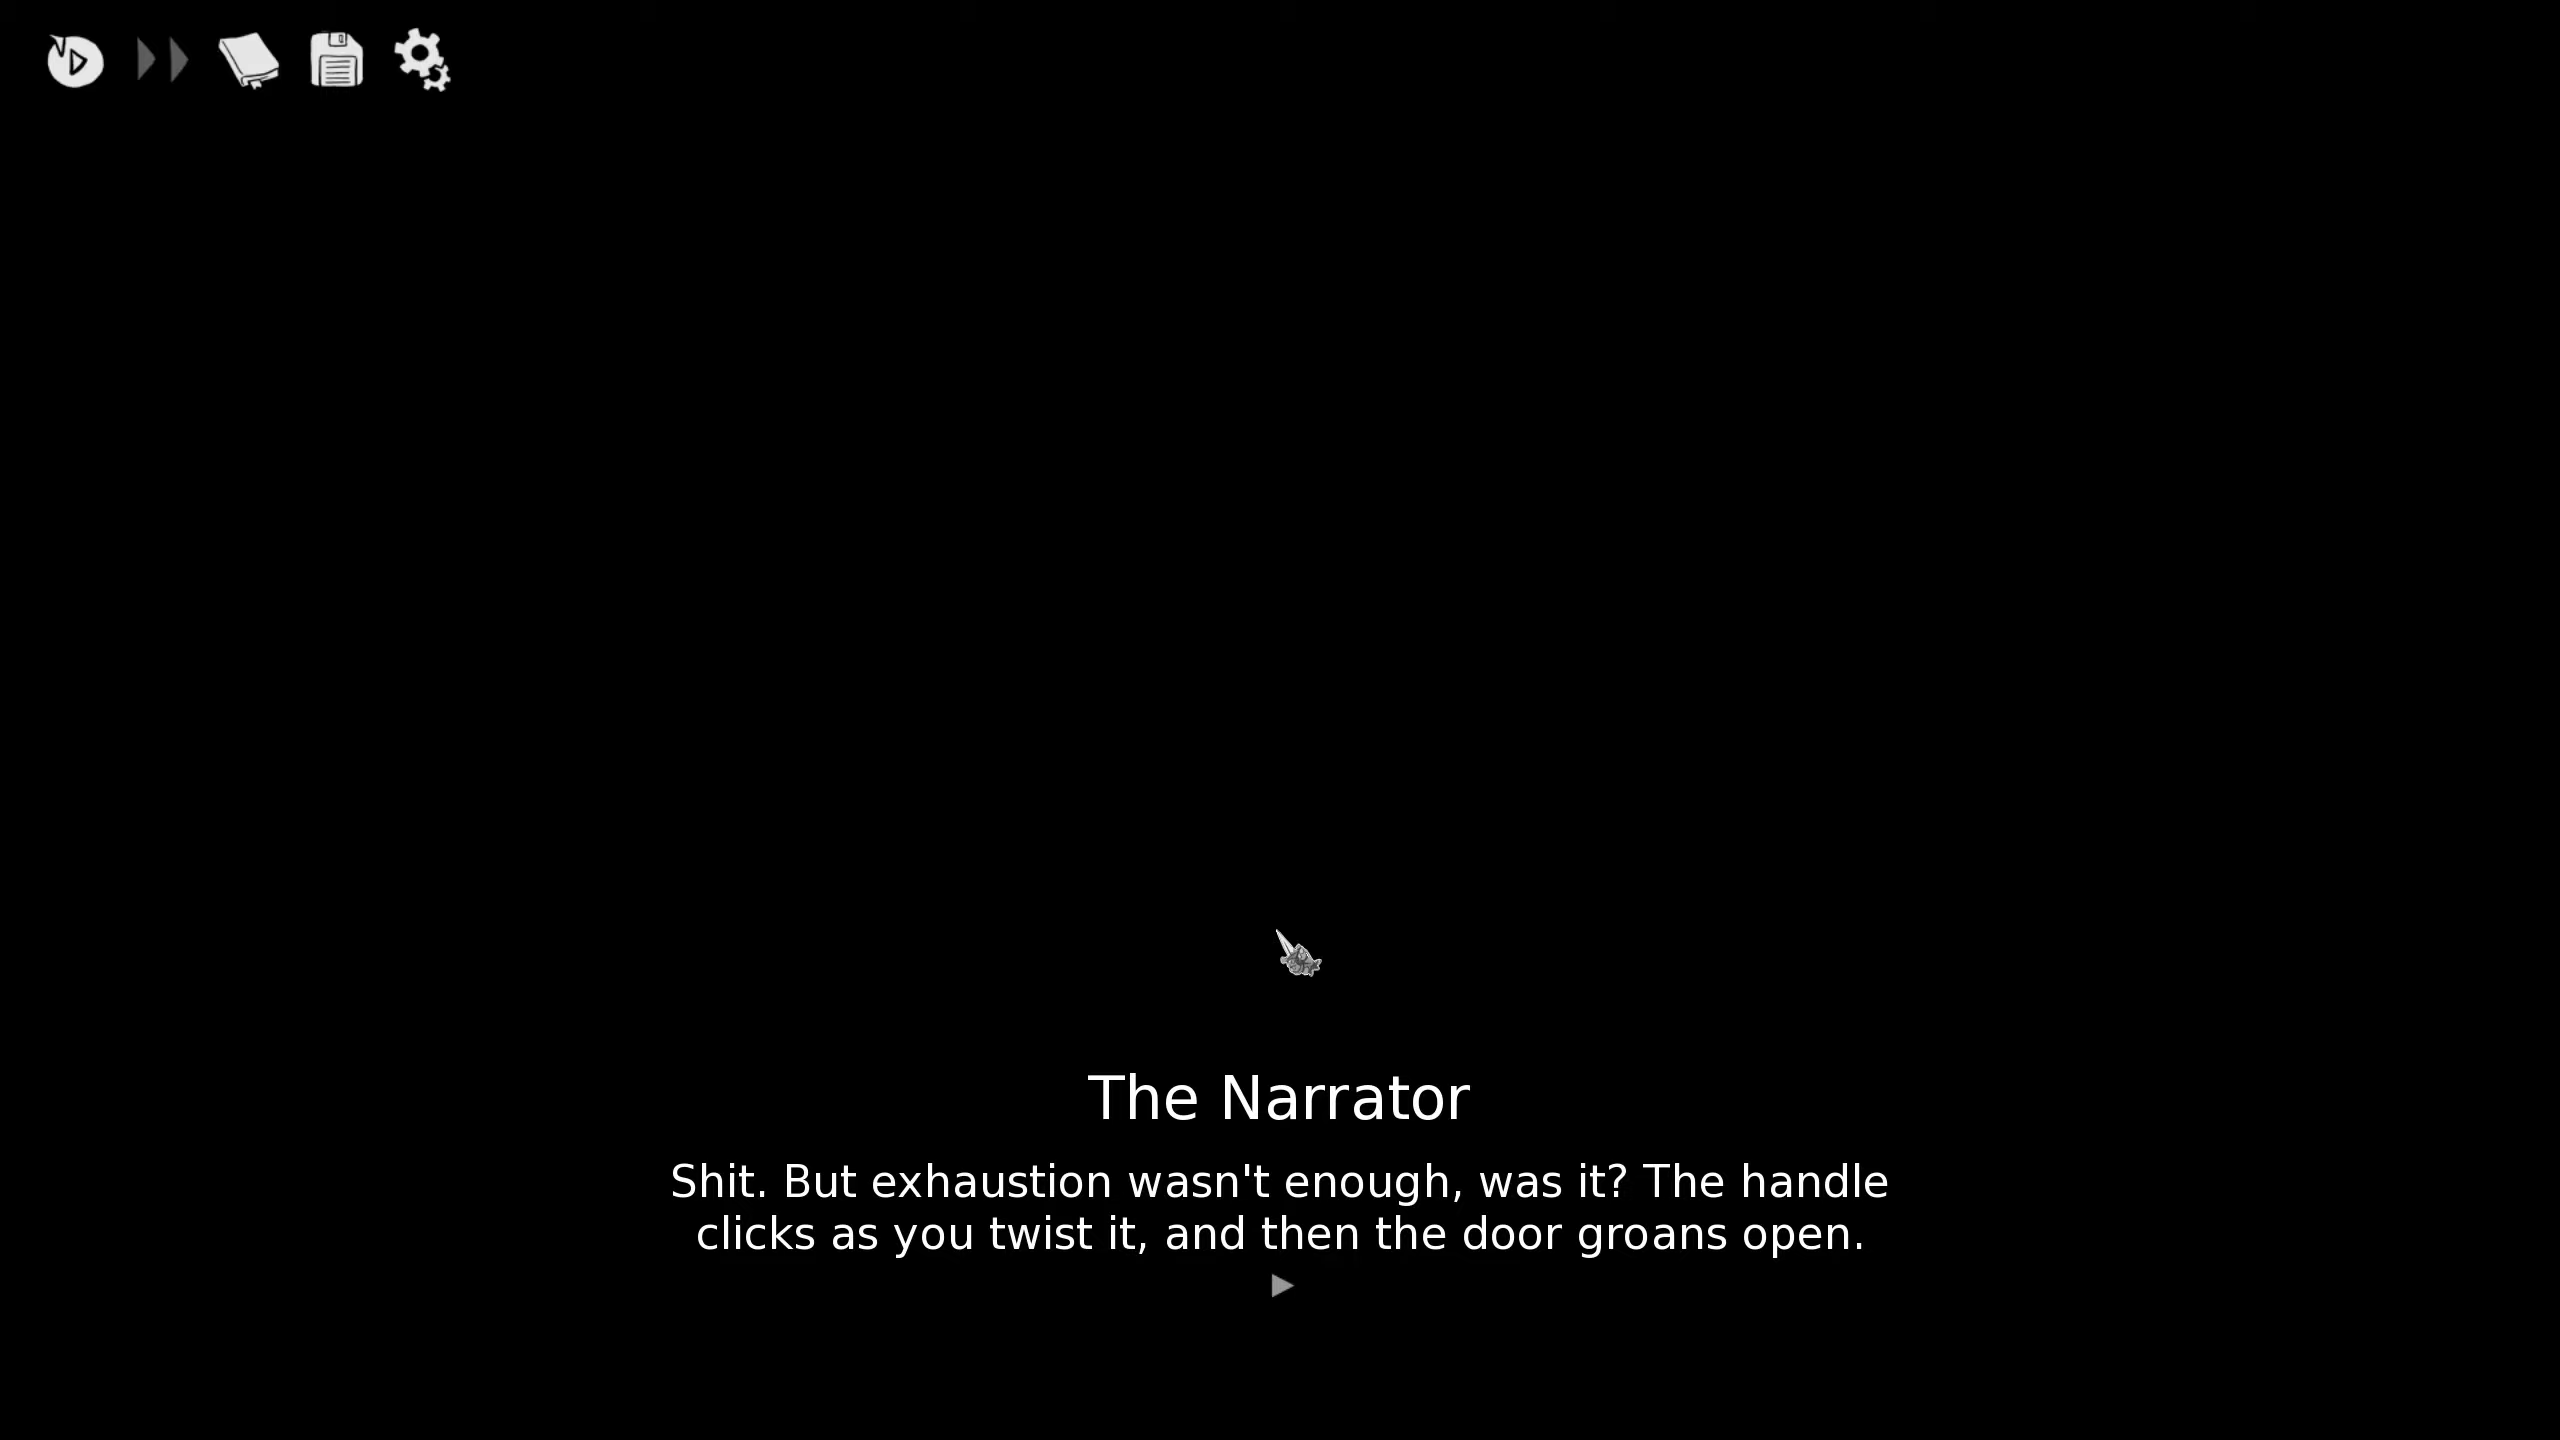 The Narrator
Shit. But exhaustion wasn't enough, was it? The handle
clicks as you twist it, and then the door groans open.